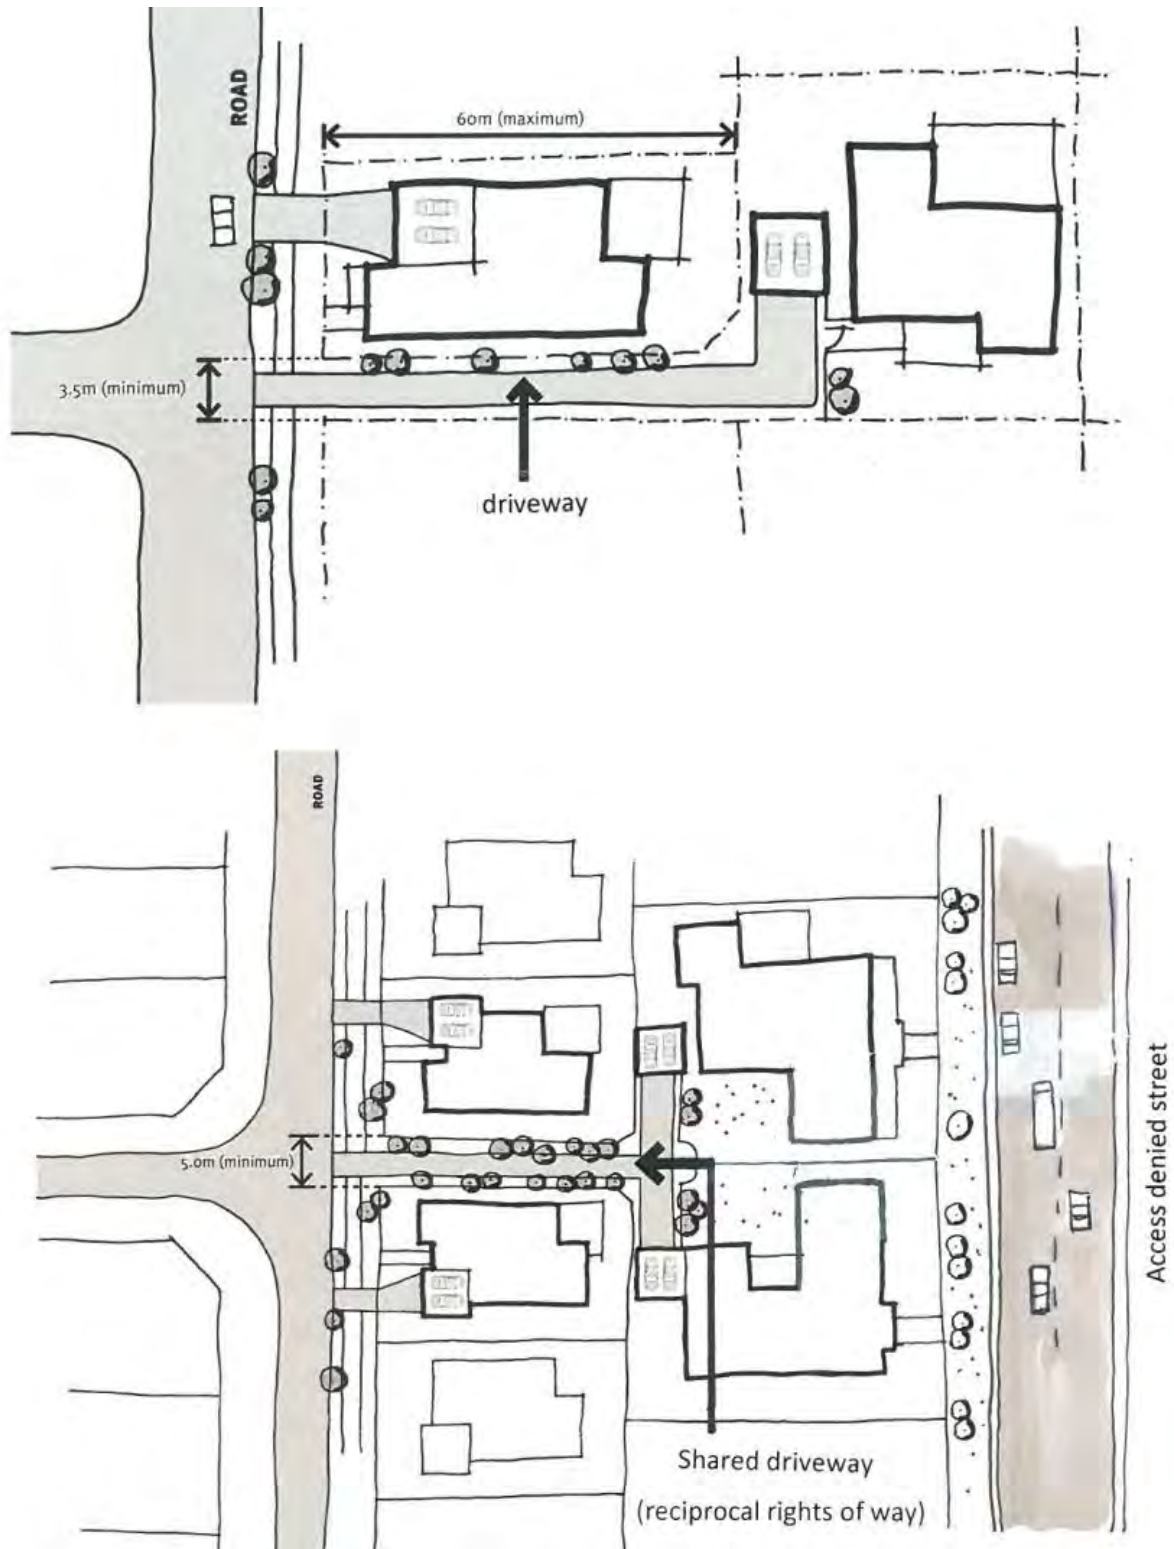 ROAD
60m (maximum)
3.5m (minimum)
driveway
ROAD
5.0m (minimum)
Access denied street
Shared driveway
(reciprocal rights of way)